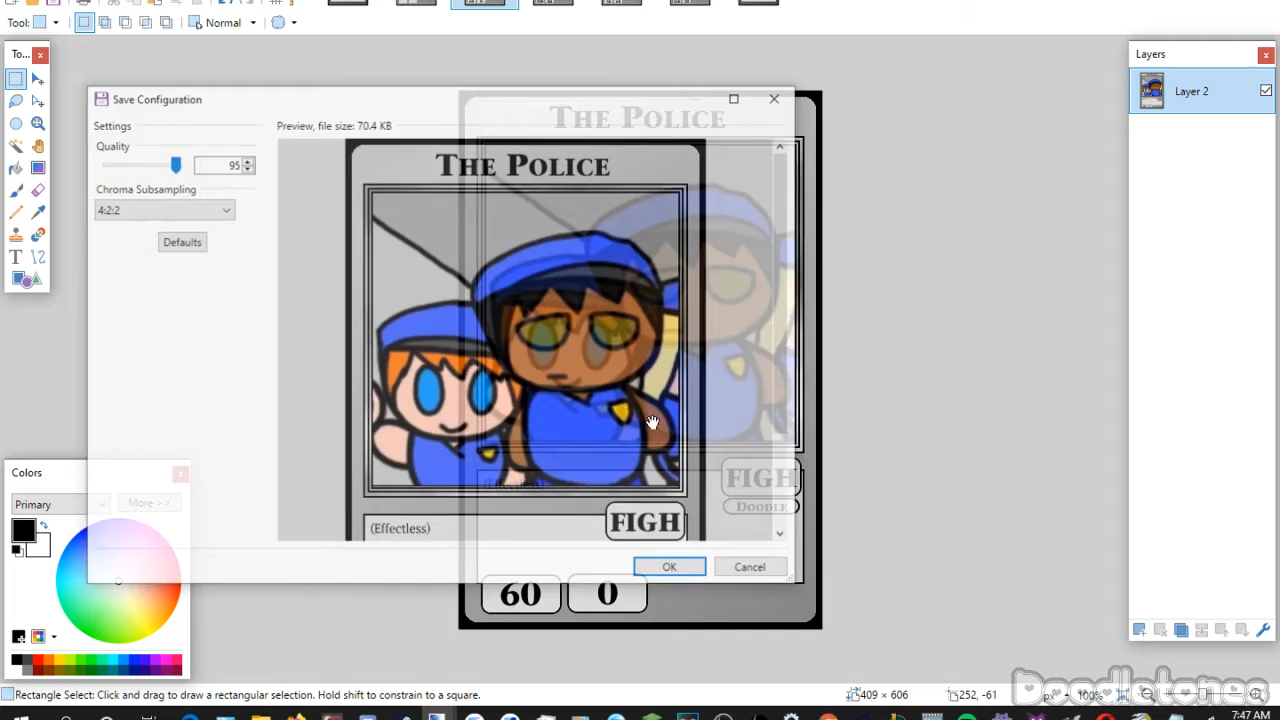 Tool:
Normal
To...
Layers
Layer 2
Save Configuration
Settings
Quality
95
Chroma Subsampling
4:2:2
Defaults
Preview, file size: 70.4 KB
THE POLICE
THE POLICE
(Effectless)
FIGH
(Effectless)
FIGH
DOODLE
60
0
OK
Cancel
Colors
Primary
More >>
Rectangle Select: Click and drag to draw a rectangular selection. Hold shift to constrain to a square.
409 × 606
252, -61
px
100%
Doodletones
7:47 AM